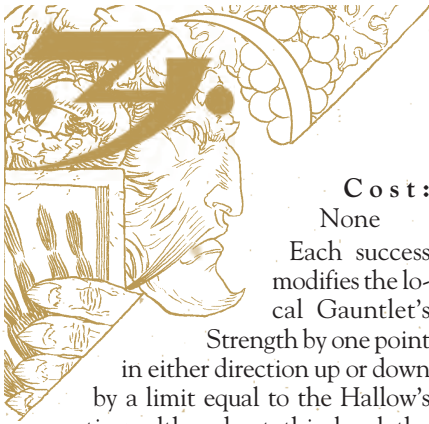 Cost:
None
Each success
modifies the lo-
cal Gauntlet's
Strength by one point
in either direction up or down
by a limit equal to the Hallow's